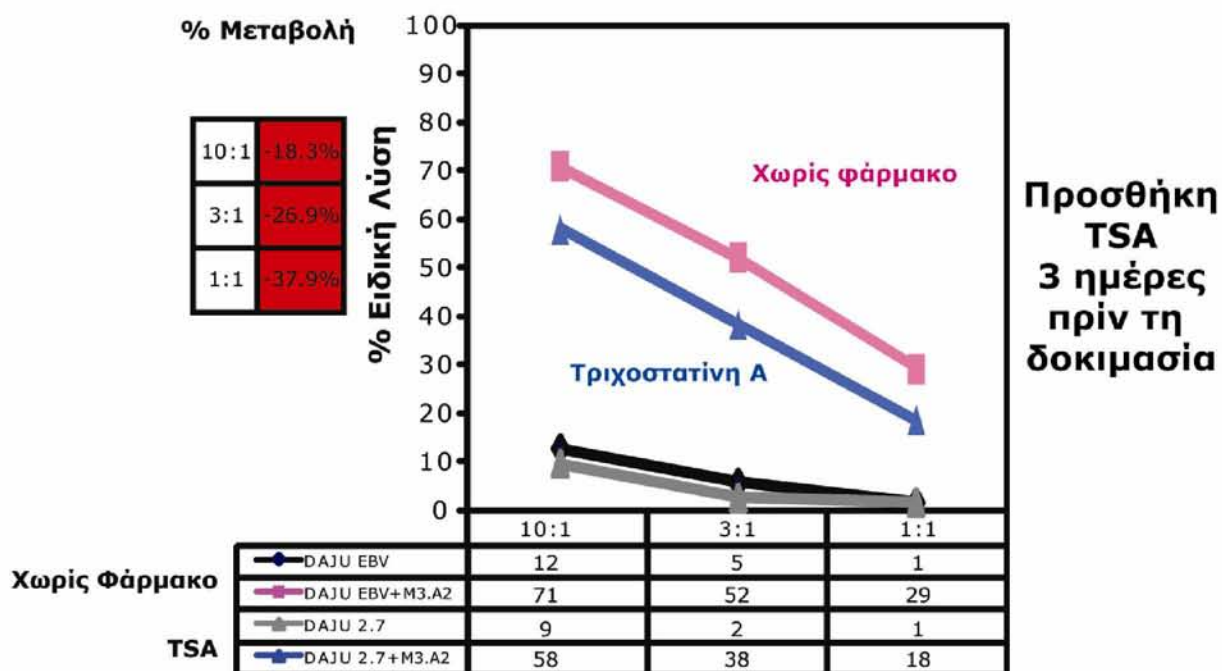 % Μεταβολή
10:1 -18.3%
3:1 -26.9%
1:1 -37.9%
% Ειδική Λύση
100
90
80
70
60
50
40
30
20
10
0
Χωρίς φάρμακο
Τριχοστατίνη Α
Προσθήκη
TSA
3 ημέρες
πρίν τη
δοκιμασία
10:1 3:1 1:1
Χωρίς Φάρμακο
DAJU EBV 12 5 1
DAJU EBV+M3.A2 71 52 29
TSA
DAJU 2.7 9 2 1
DAJU 2.7+M3.A2 58 38 18